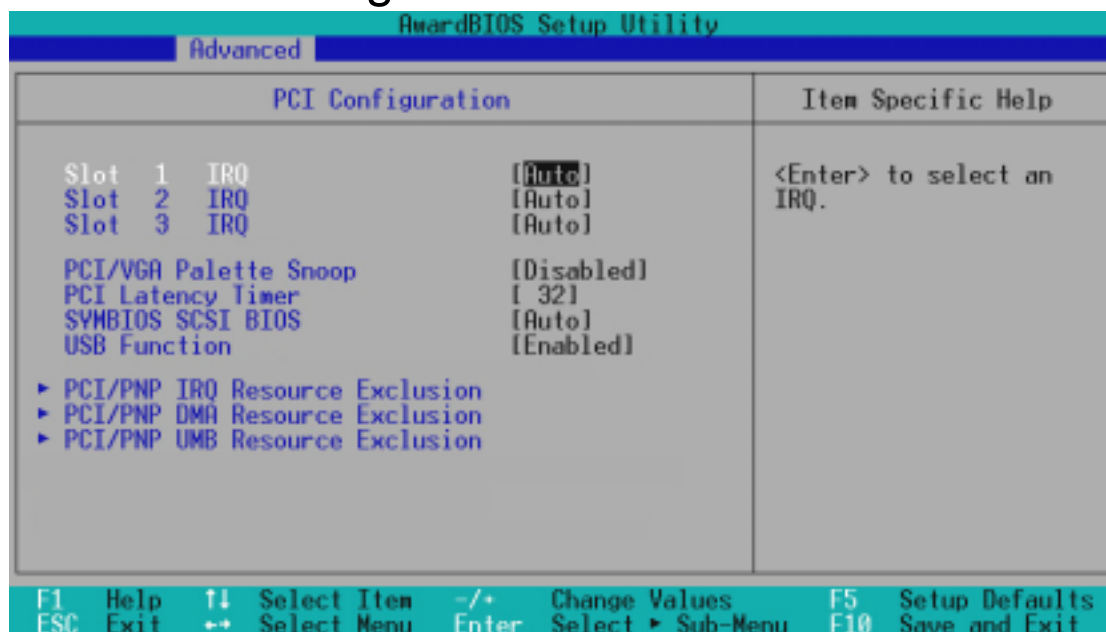 AwardBIOS Setup Utility
Advanced
PCI Configuration
Item Specific Help
Slot 1 IRQ [Auto]
Slot 2 IRQ [Auto]
Slot 3 IRQ [Auto]
<Enter> to select an
IRQ.
PCI/VGA Palette Snoop [Disabled]
PCI Latency Timer [ 32]
SYMBIOS SCSI BIOS [Auto]
USB Function [Enabled]
► PCI/PNP IRQ Resource Exclusion
► PCI/PNP DMA Resource Exclusion
► PCI/PNP UMB Resource Exclusion
F1 Help ↑↓ Select Item -/+ Change Values F5 Setup Defaults
ESC Exit ←→ Select Menu Enter Select ► Sub-Menu F10 Save and Exit